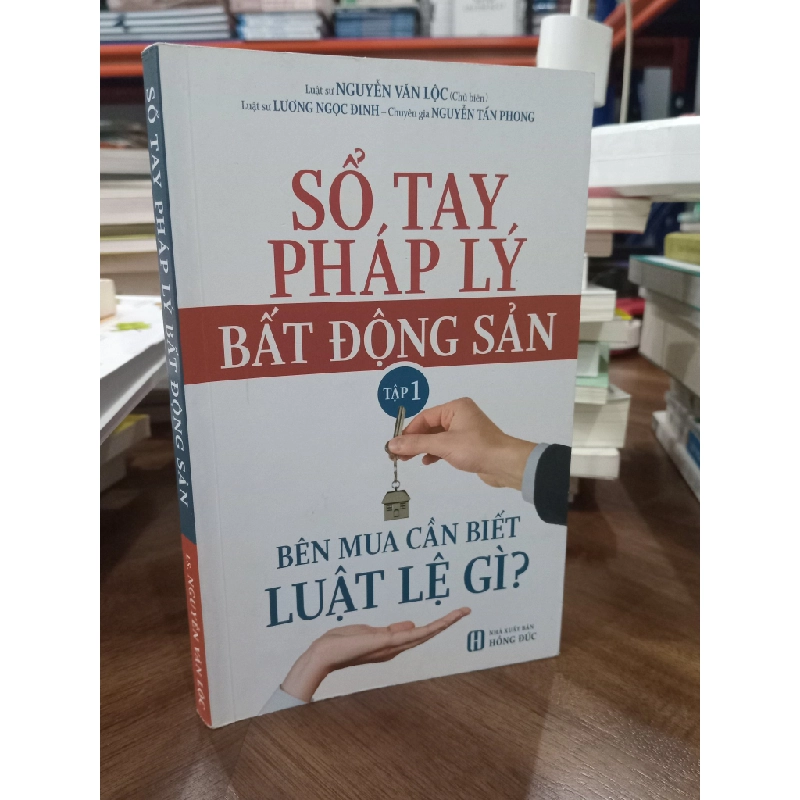 Luật sư NGUYỄN VĂN LỘC (Chủ biên)
Luật sư LƯƠNG NGỌC ĐINH – Chuyên gia NGUYỄN TẤN PHONG
SỔ TAY
PHÁP LÝ
BẤT ĐỘNG SẢN
TẬP 1
BÊN MUA CẦN BIẾT
LUẬT LỆ GÌ?
NHÀ XUẤT BẢN
HỒNG ĐỨC
SỔ TAY PHÁP LÝ BẤT ĐỘNG SẢN
LS. NGUYỄN VĂN LỘC